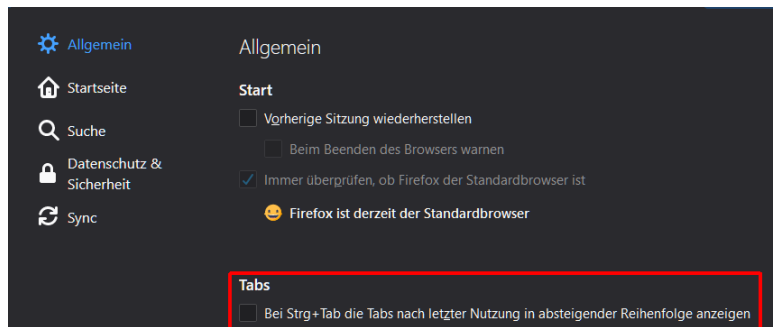 Allgemein
Startseite
Suche
Datenschutz &
Sicherheit
Sync
Allgemein
Start
Vorherige Sitzung wiederherstellen
Beim Beenden des Browsers warnen
Immer überprüfen, ob Firefox der Standardbrowser ist
Firefox ist derzeit der Standardbrowser
Tabs
Bei Strg+Tab die Tabs nach letzter Nutzung in absteigender Reihenfolge anzeigen